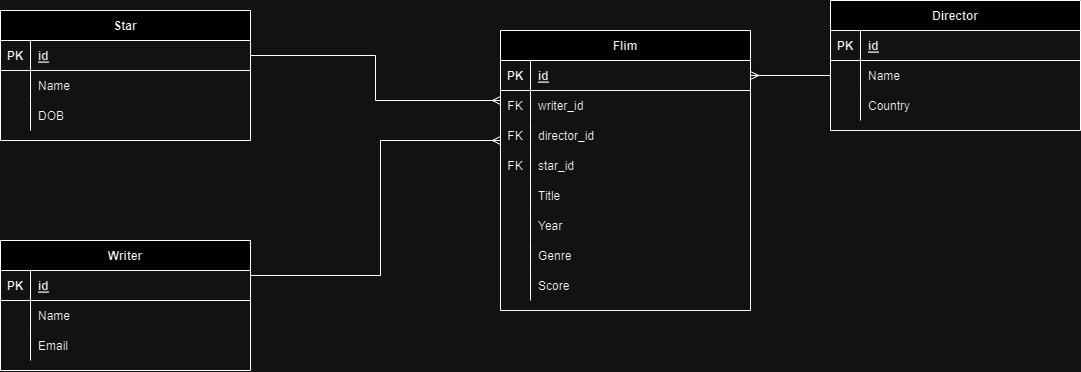 Star
PK id
Name
DOB
Writer
PK id
Name
Email
Flim
PK id
FK writer_id
FK director_id
FK star_id
Title
Year
Genre
Score
Director
PK id
Name
Country